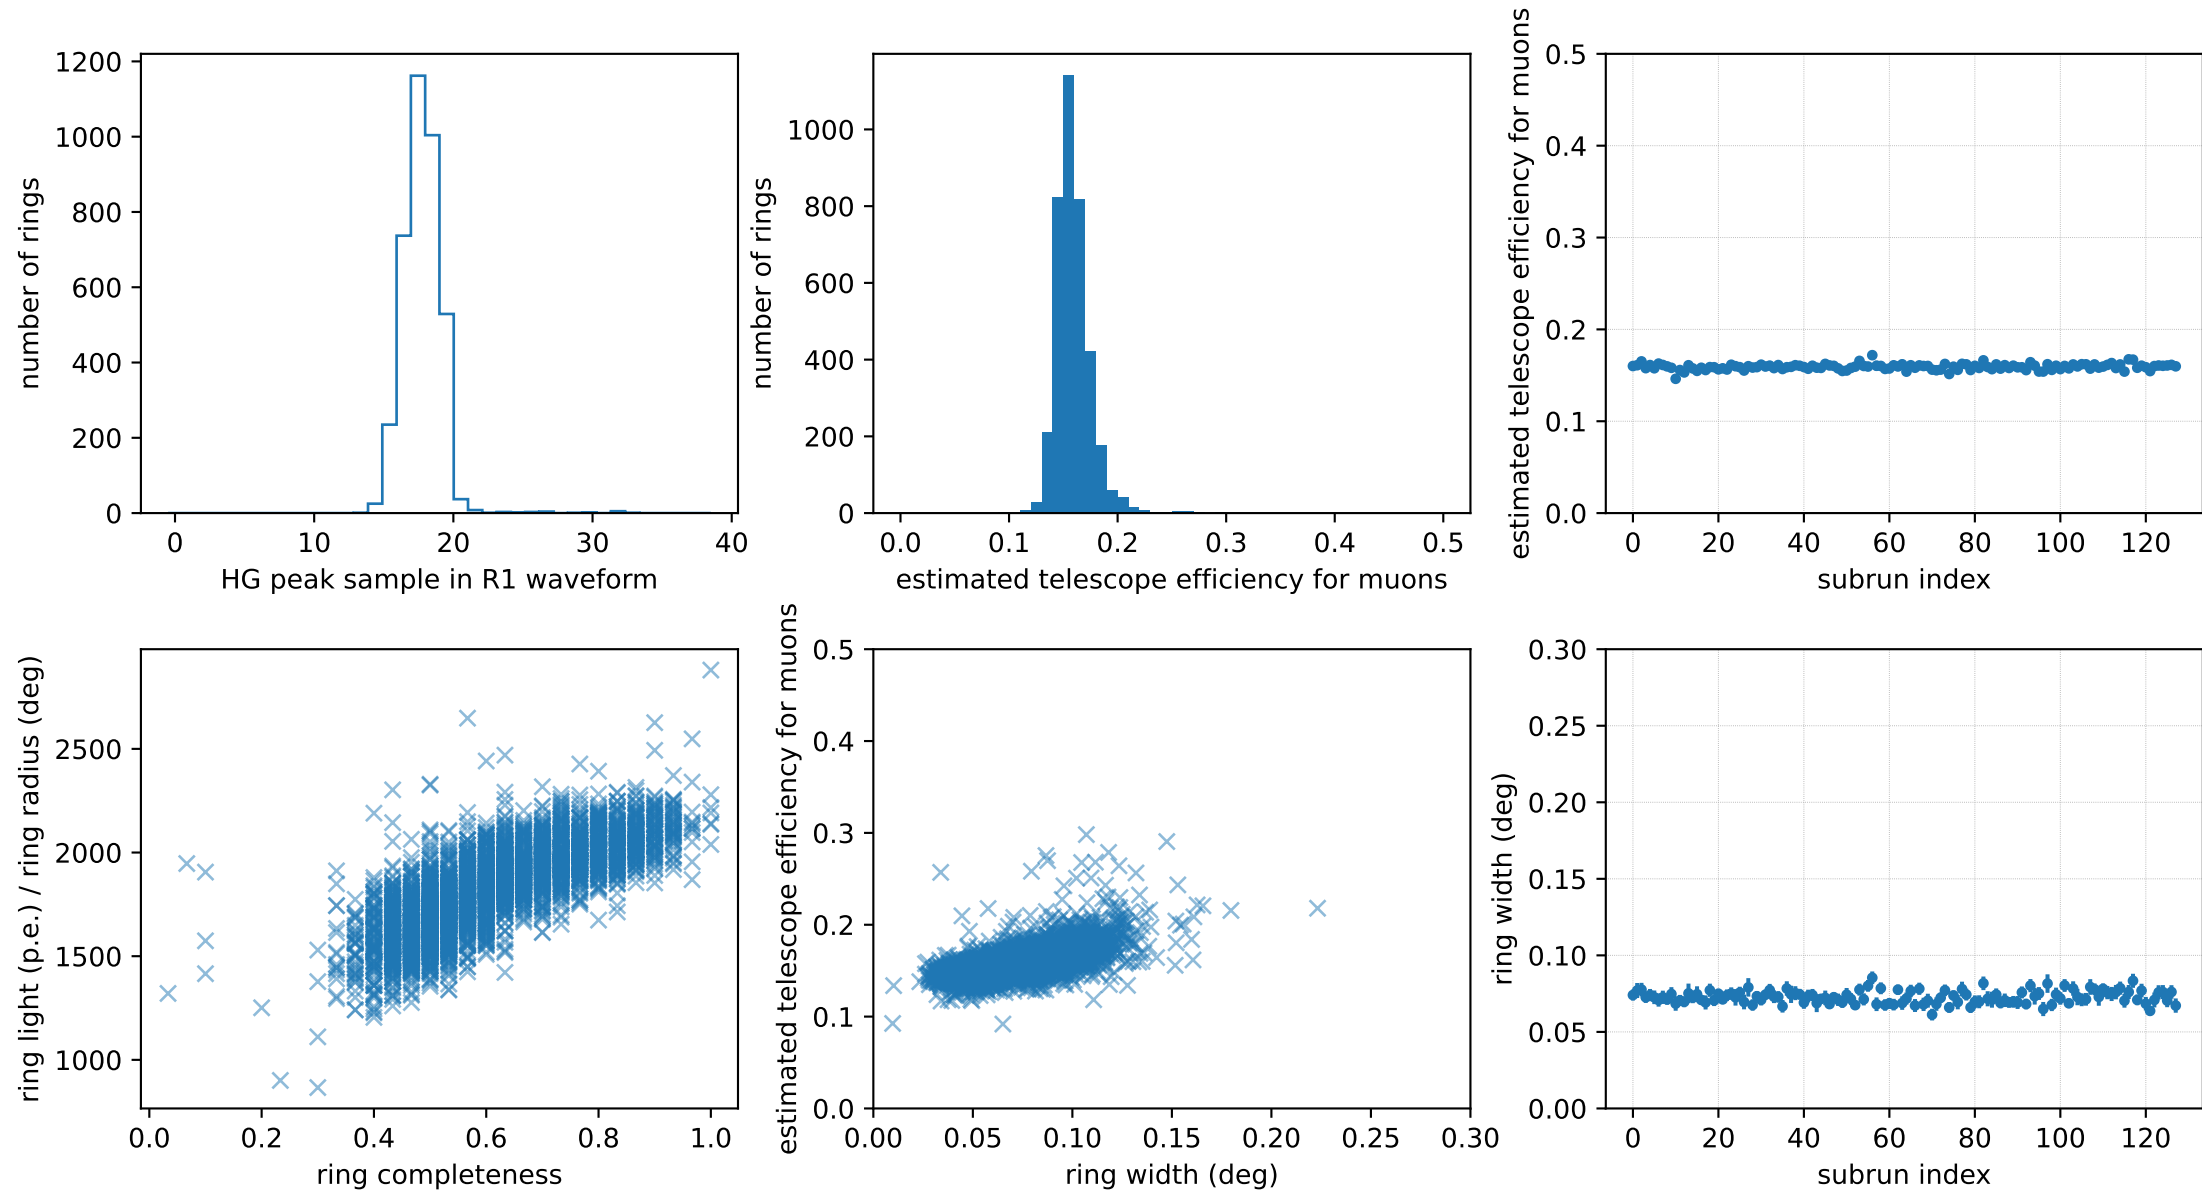 number of rings
1200
1000
800
600
400
200
0
0 10 20 30 40
HG peak sample in R1 waveform
number of rings
1000
800
600
400
200
0
0.0 0.1 0.2 0.3 0.4 0.5
estimated telescope efficiency for muons
estimated telescope efficiency for muons
0.5
0.4
0.3
0.2
0.1
0.0
0 20 40 60 80 100 120
subrun index
ring light (p.e.) / ring radius (deg)
2500
2000
1500
1000
0.0 0.2 0.4 0.6 0.8 1.0
ring completeness
estimated telescope efficiency for muons
0.5
0.4
0.3
0.2
0.1
0.0
0.00 0.05 0.10 0.15 0.20 0.25 0.30
ring width (deg)
ring width (deg)
0.30
0.25
0.20
0.15
0.10
0.05
0.00
0 20 40 60 80 100 120
subrun index